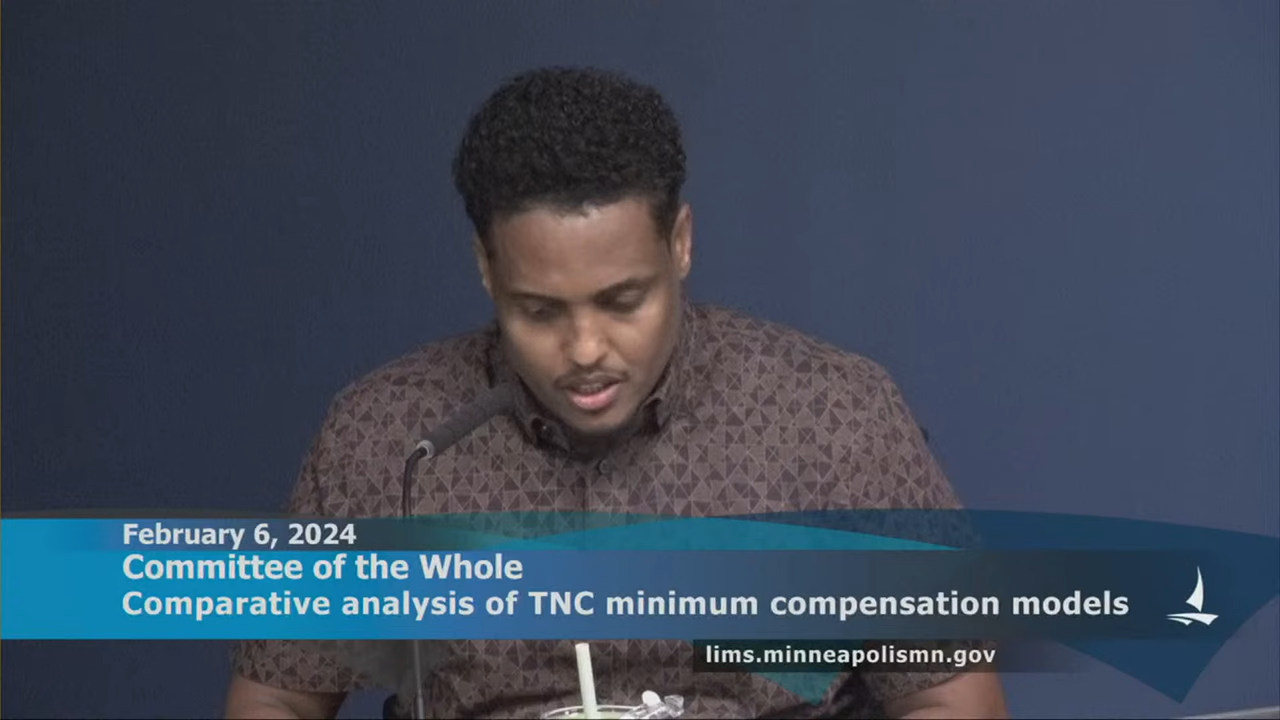 February 6, 2024
Committee of the Whole
Comparative analysis of TNC minimum compensation models
lims.minneapolismn.gov